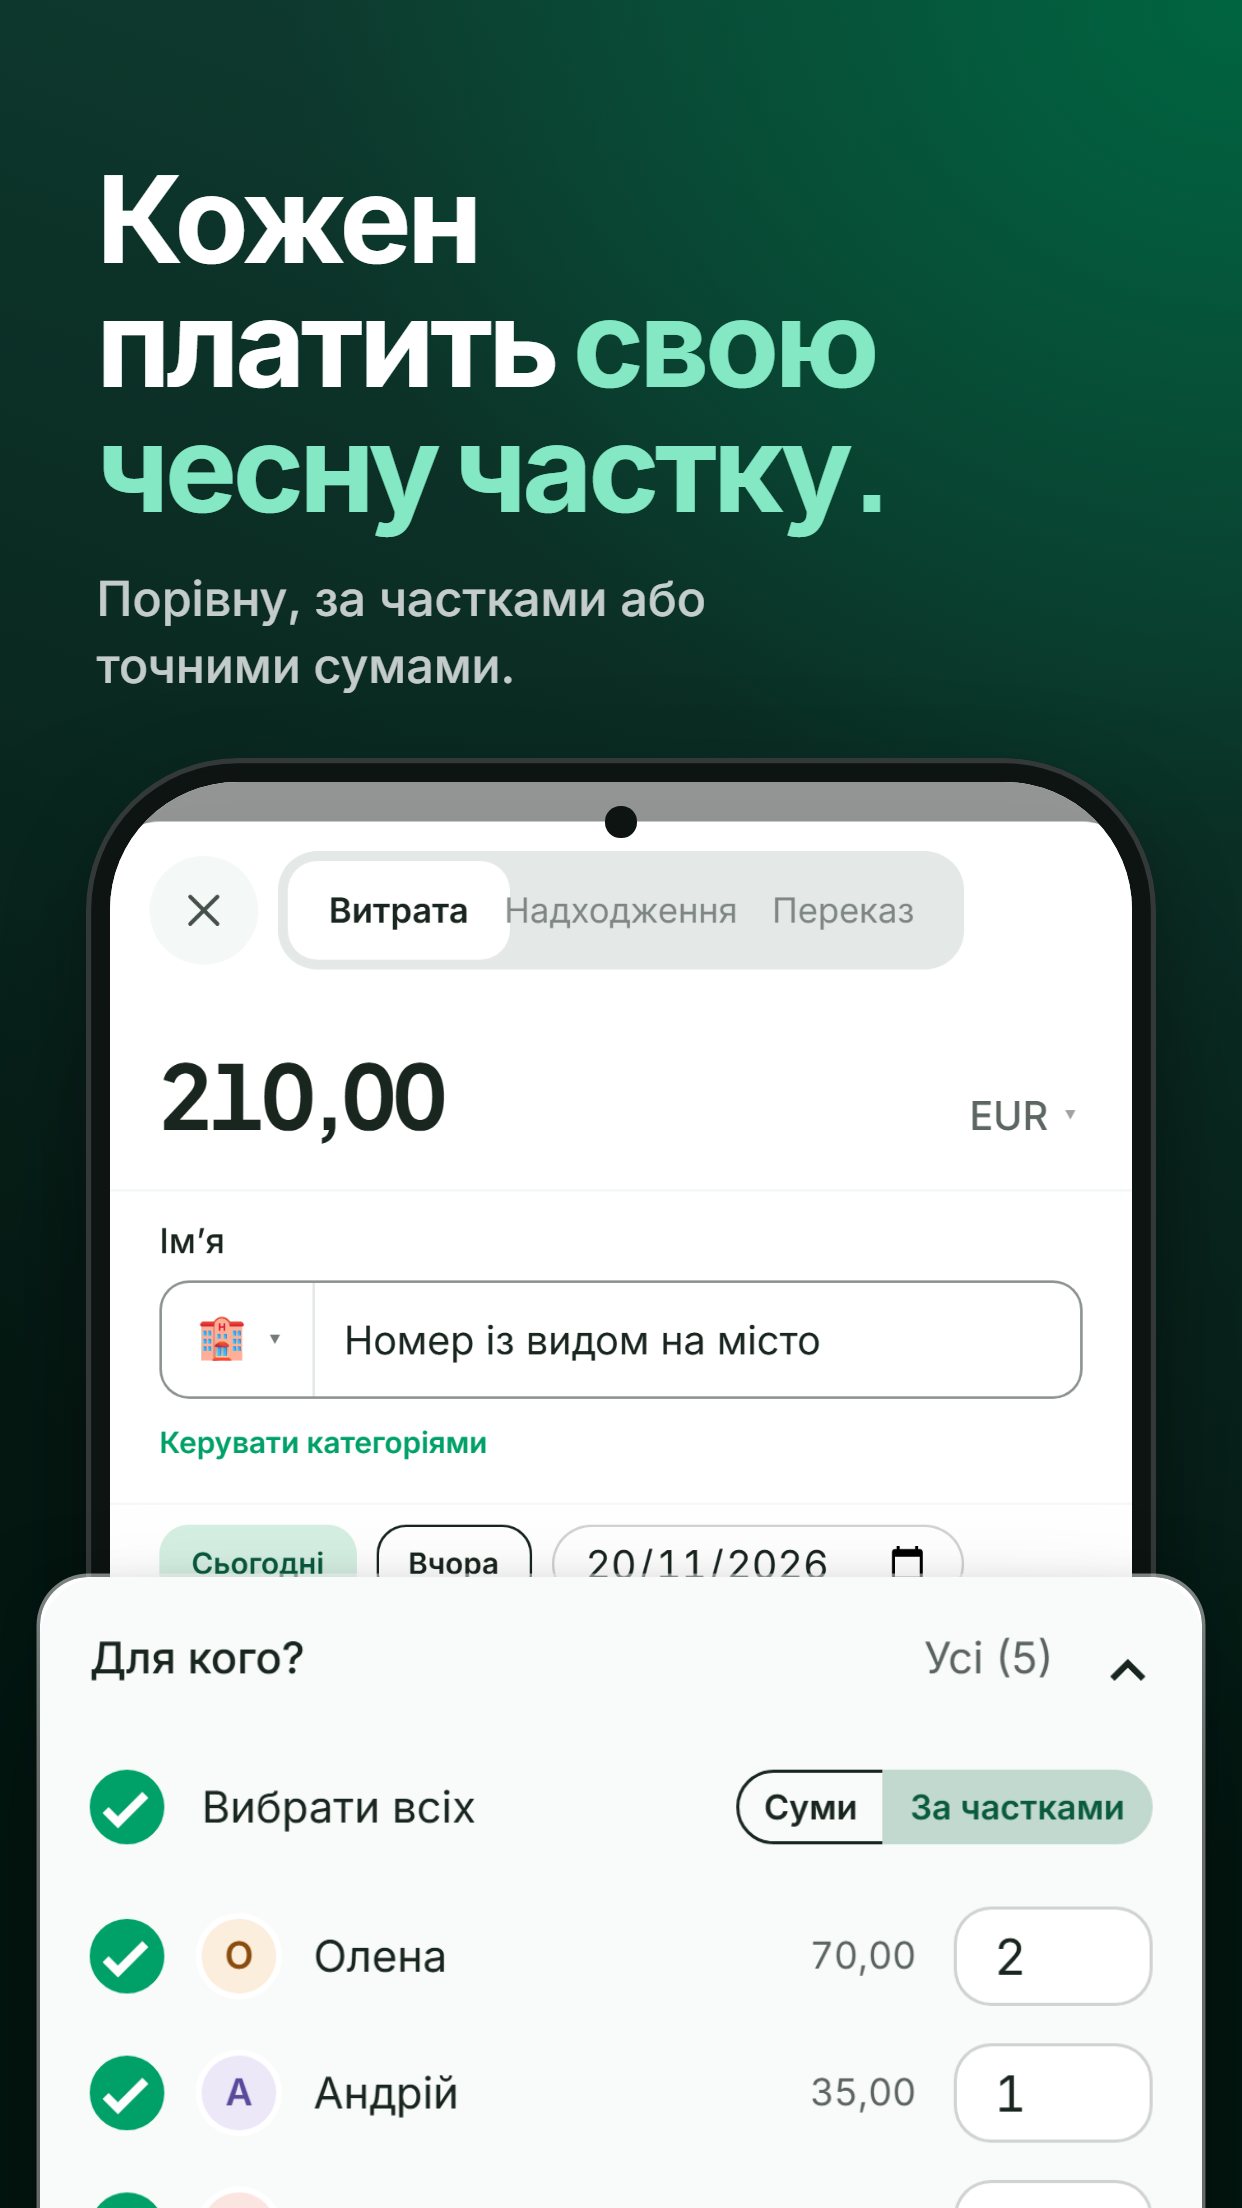 Кожен
платить свою
чесну частку.
Порівну, за частками або
точними сумами.
Витрата Надходження Переказ
210,00 EUR
Ім’я
Номер із видом на місто
Керувати категоріями
Сьогодні Вчора 20/11/2026
Для кого? Усі (5)
Вибрати всіх Суми За частками
О Олена 70,00 2
А Андрій 35,00 1